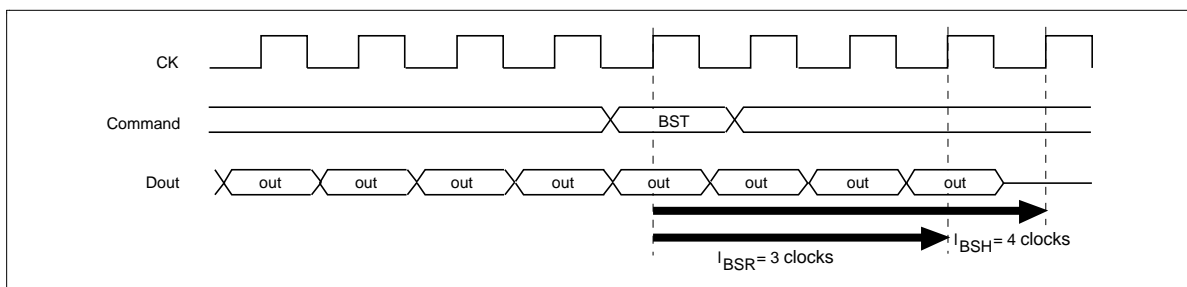 CK
Command
BST
Dout
out out out out out out out out
lBSH= 4 clocks
lBSR= 3 clocks